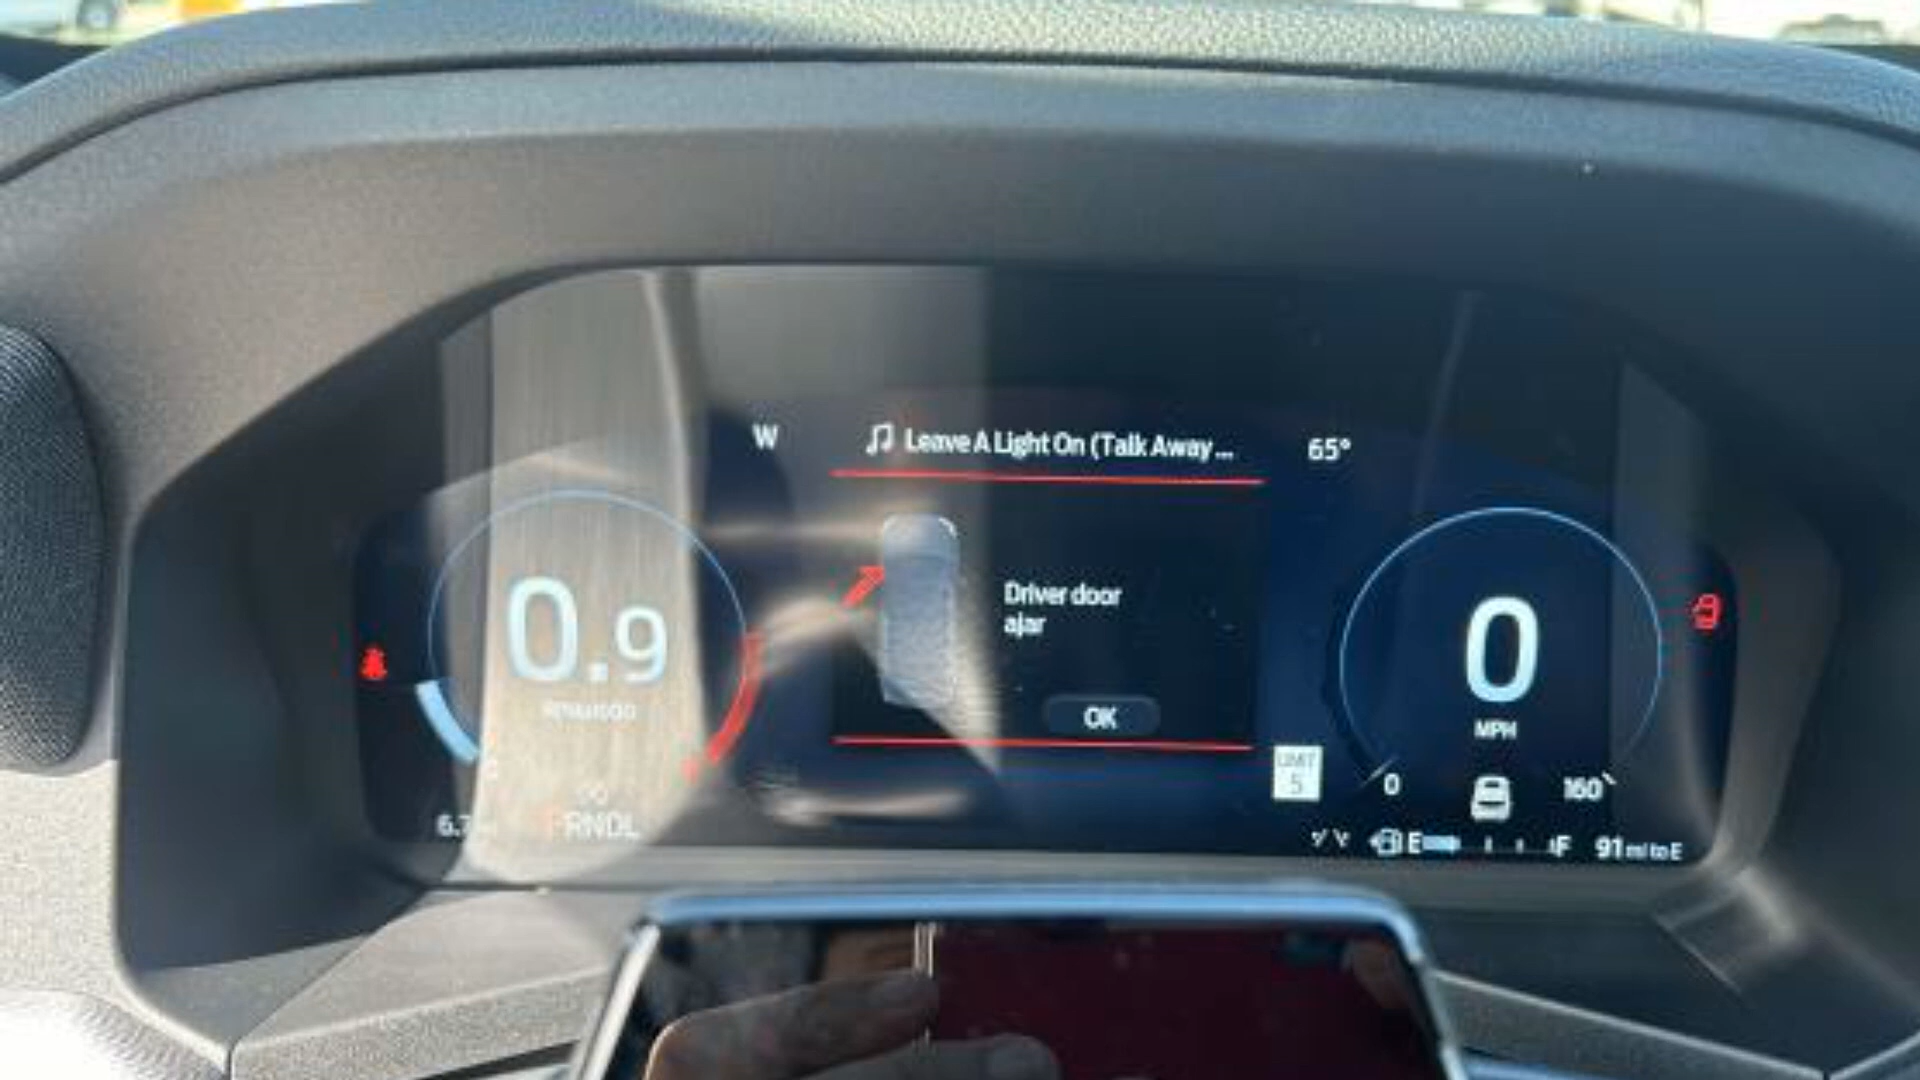 W
Leave A Light On (Talk Away ...
65°
0.9
Driver door
ajar
OK
0
MPH
LIMIT
5
0
160
PRNDL
E
F
91 mi to E